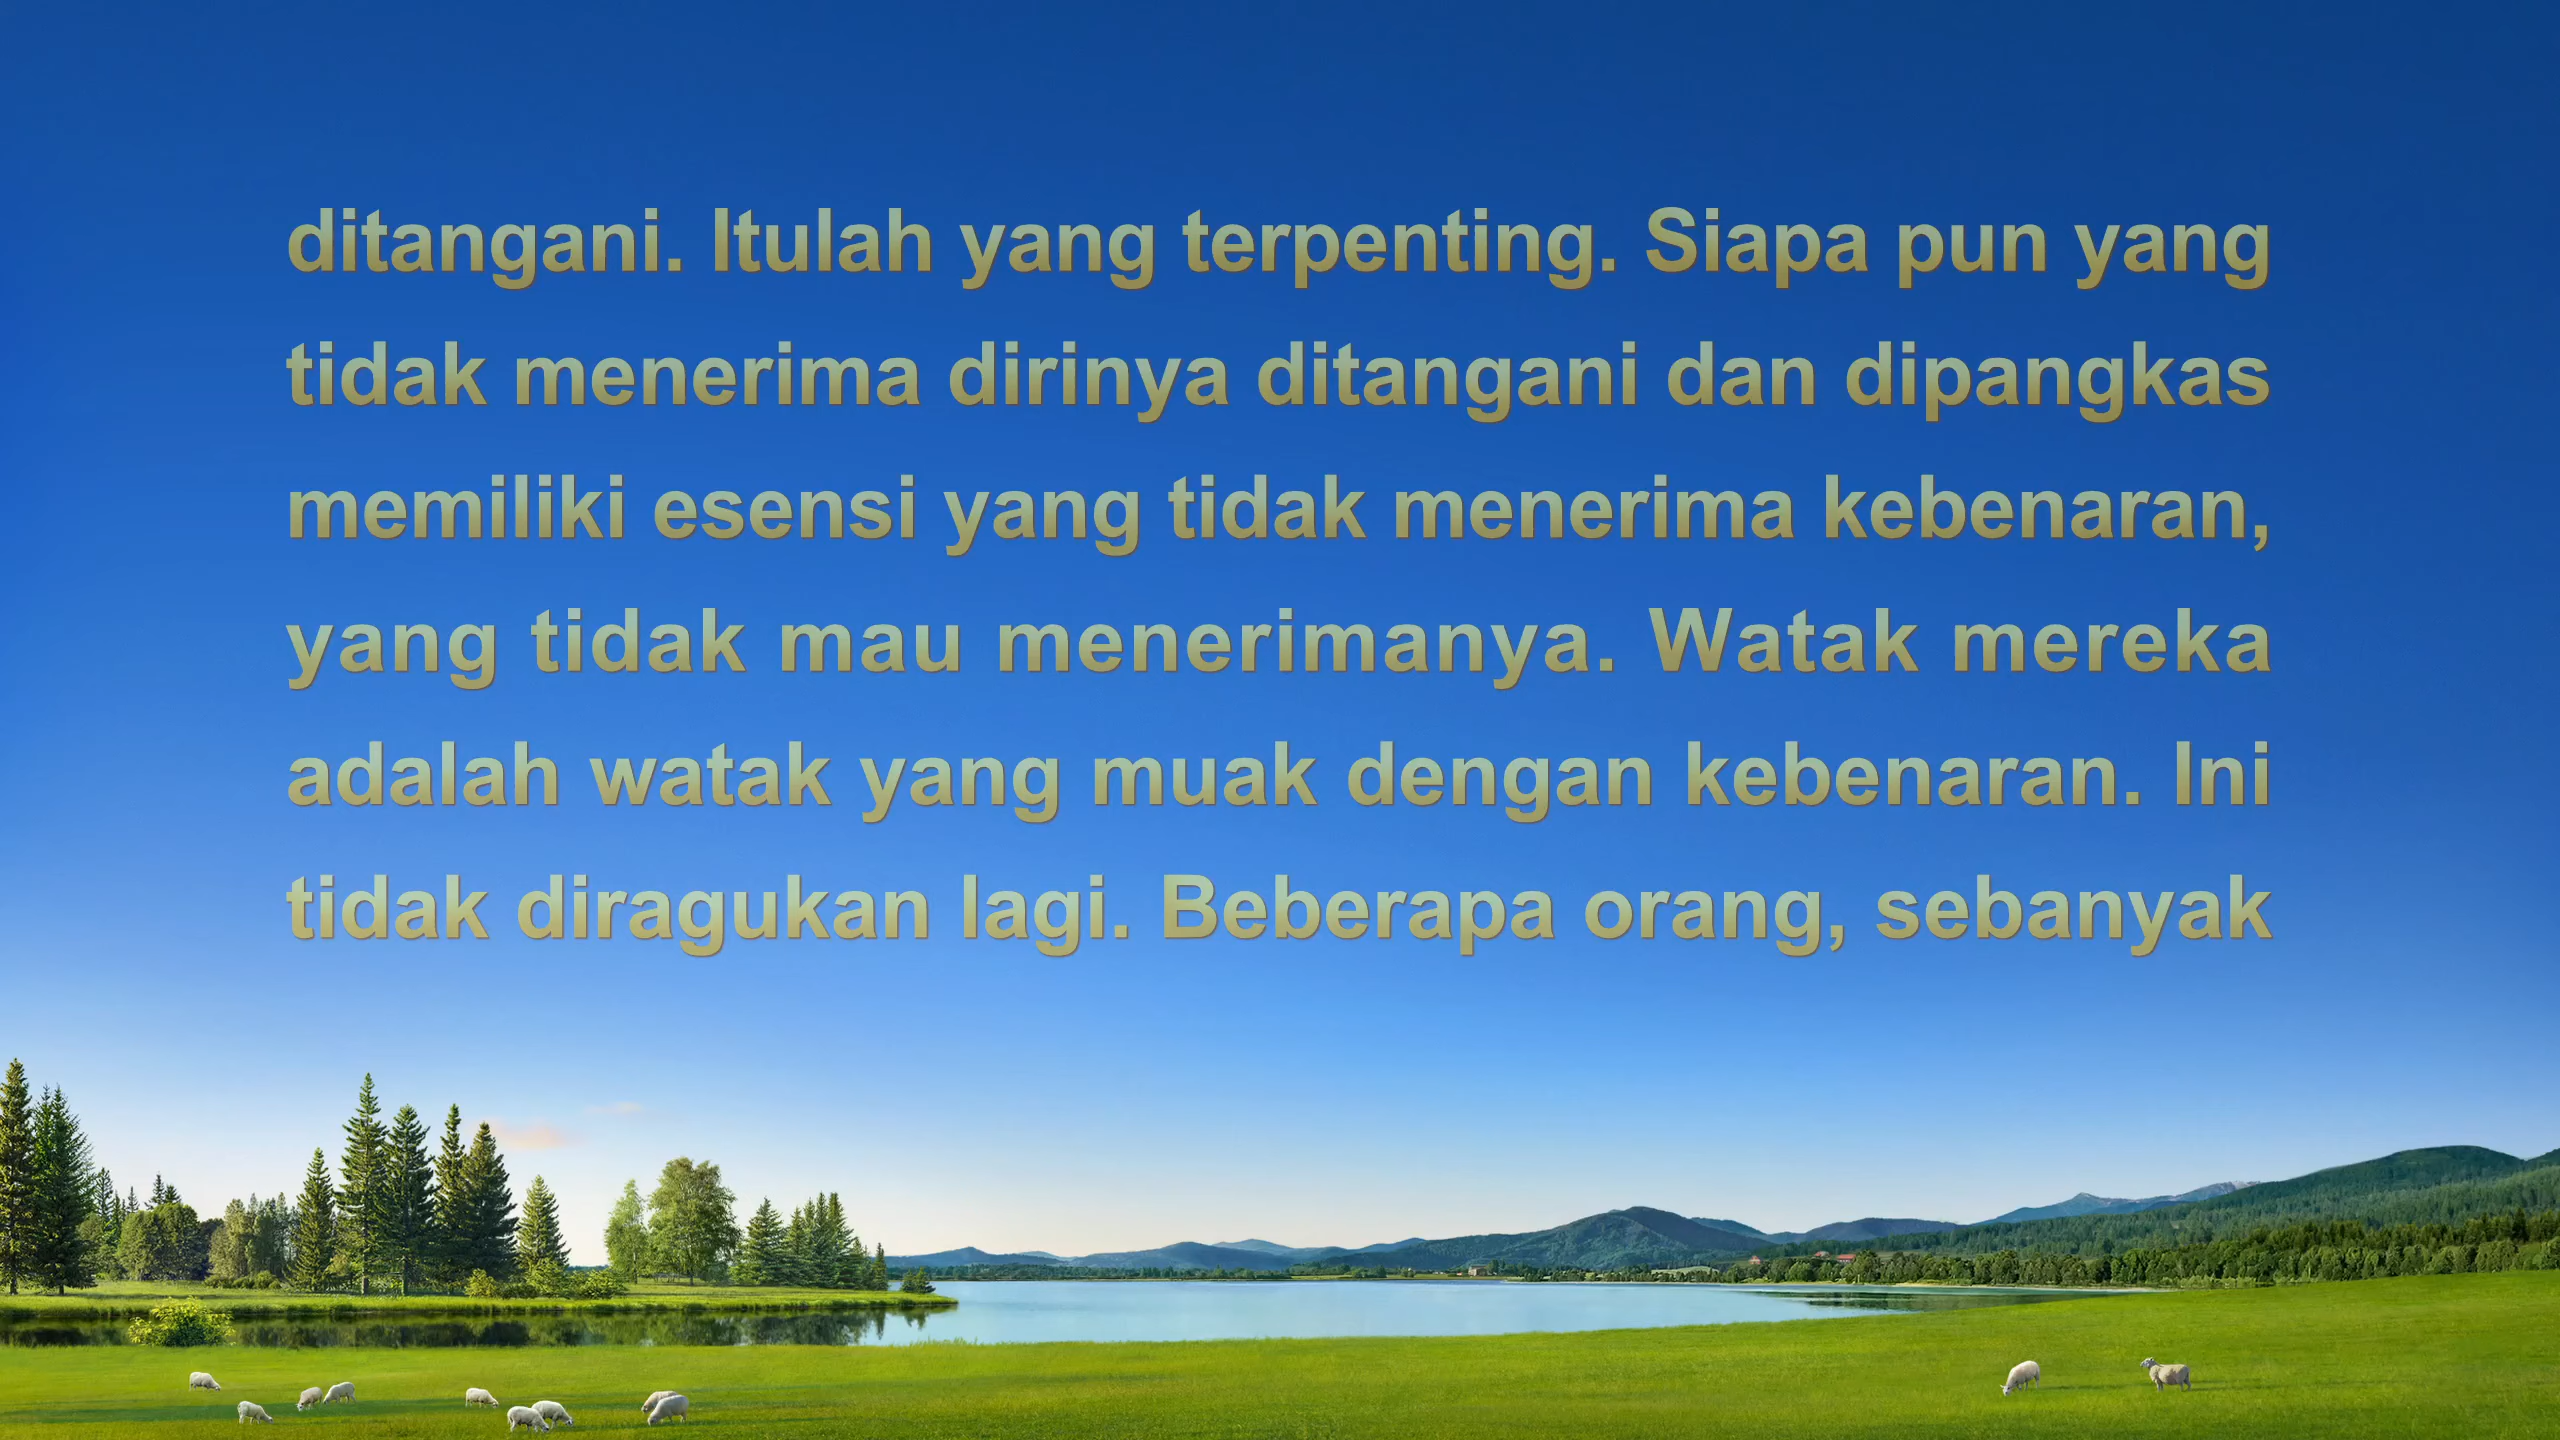 ditangani. Itulah yang terpenting. Siapa pun yang
tidak menerima dirinya ditangani dan dipangkas
memiliki esensi yang tidak menerima kebenaran,
yang tidak mau menerimanya. Watak mereka
adalah watak yang muak dengan kebenaran. Ini
tidak diragukan lagi. Beberapa orang, sebanyak